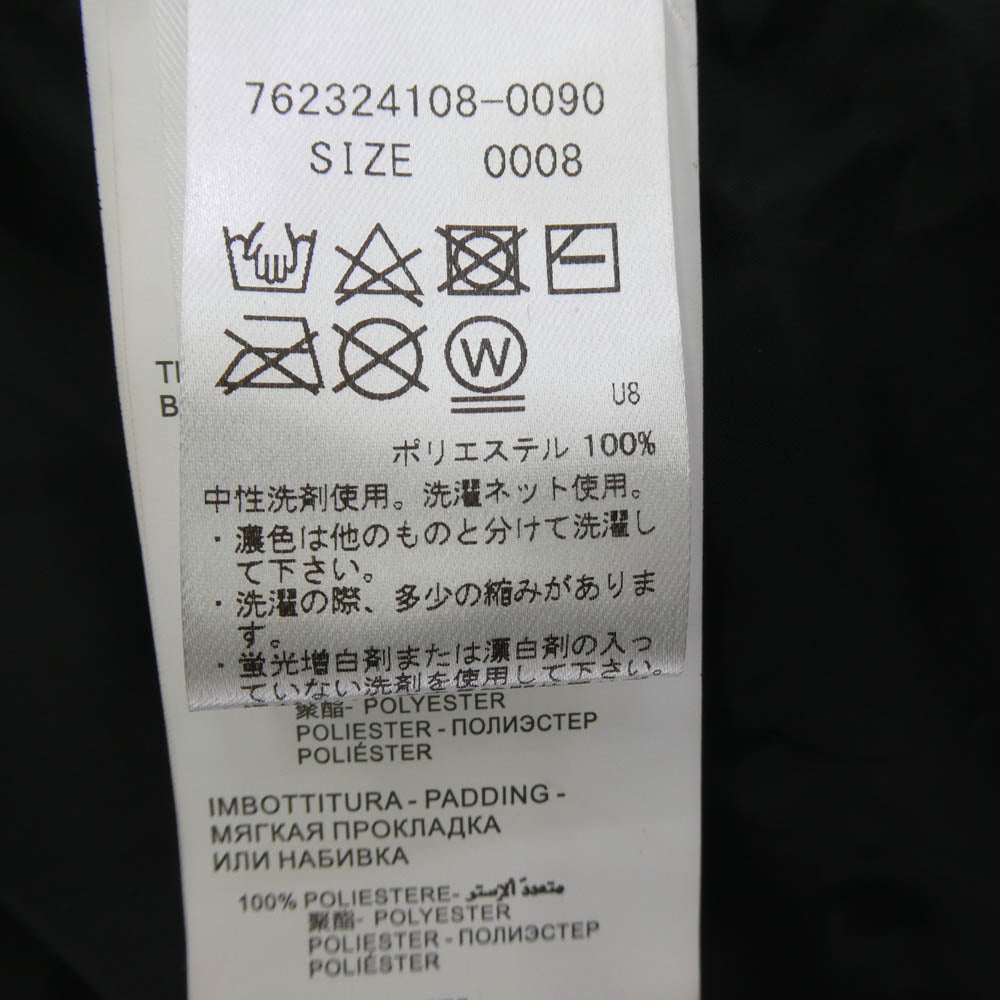 762324108-0090
SIZE 0008
W
U8
ポリエステル 100%
中性洗剤使用。洗濯ネット使用。
・濃色は他のものと分けて洗濯し
て下さい。
・洗濯の際、多少の縮みがありま
す。
・蛍光増白剤または漂白剤の入っ
ていない洗剤を使用して下さい。
聚酯- POLYESTER
POLIESTER - ПОЛИЭСТЕР
POLIÉSTER
IMBOTTITURA - PADDING -
МЯГКАЯ ПРОКЛАДКА
ИЛИ НАБИВКА
100% POLIESTERE- متعدد الإستر
聚酯- POLYESTER
POLIESTER - ПОЛИЭСТЕР
POLIÉSTER